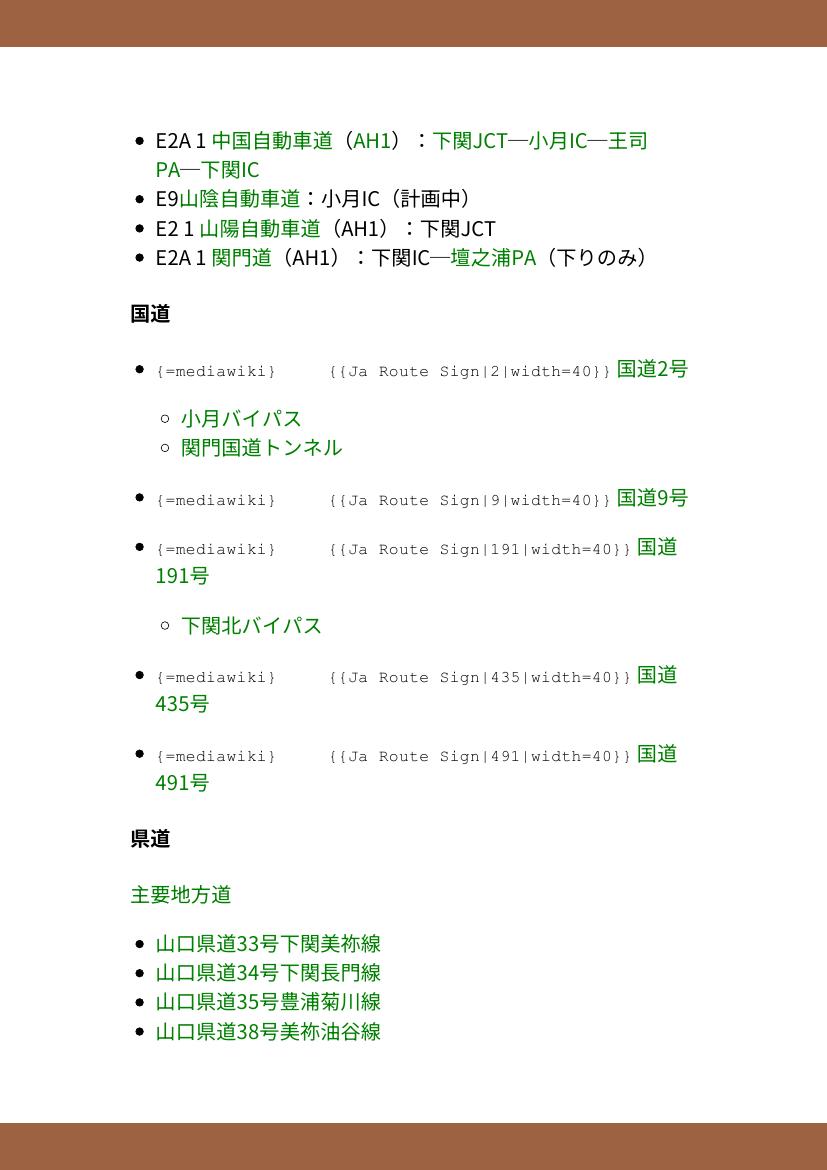 E2A 1 中国自動車道（AH1）：下関JCT─小月IC─王司
PA─下関IC
E9山陰自動車道：小月IC（計画中）
E2 1 山陽自動車道（AH1）：下関JCT
E2A 1 関門道（AH1）：下関IC─壇之浦PA（下りのみ）
国道
{=mediawiki} {{Ja Route Sign|2|width=40}} 国道2号
小月バイパス
関門国道トンネル
{=mediawiki} {{Ja Route Sign|9|width=40}} 国道9号
{=mediawiki} {{Ja Route Sign|191|width=40}} 国道
191号
下関北バイパス
{=mediawiki} {{Ja Route Sign|435|width=40}} 国道
435号
{=mediawiki} {{Ja Route Sign|491|width=40}} 国道
491号
県道
主要地方道
山口県道33号下関美祢線
山口県道34号下関長門線
山口県道35号豊浦菊川線
山口県道38号美祢油谷線